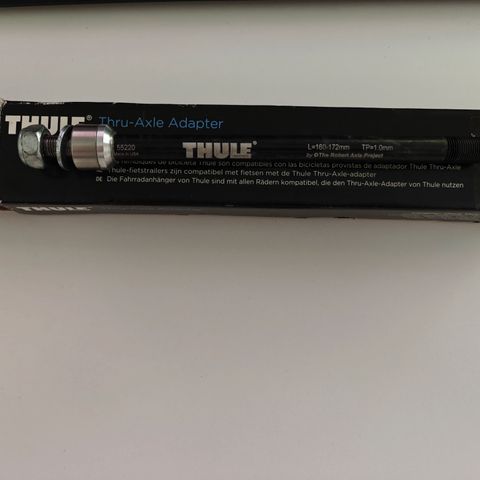 THULE® Thru-Axle Adapter
55220
Made in USA
THULE®
L=160-172mm TP=1.0mm
by ©The Robert Axle Project
de bicicleta Thule son compatibles con las bicicletas provistas de adaptador Thule Thru-Axle
Thule-fietstrailers zijn compatibel met fietsen met de Thule Thru-Axle-adapter
DE Die Fahrradanhänger von Thule sind mit allen Rädern kompatibel, die den Thru-Axle-Adapter von Thule nutzen
THULE